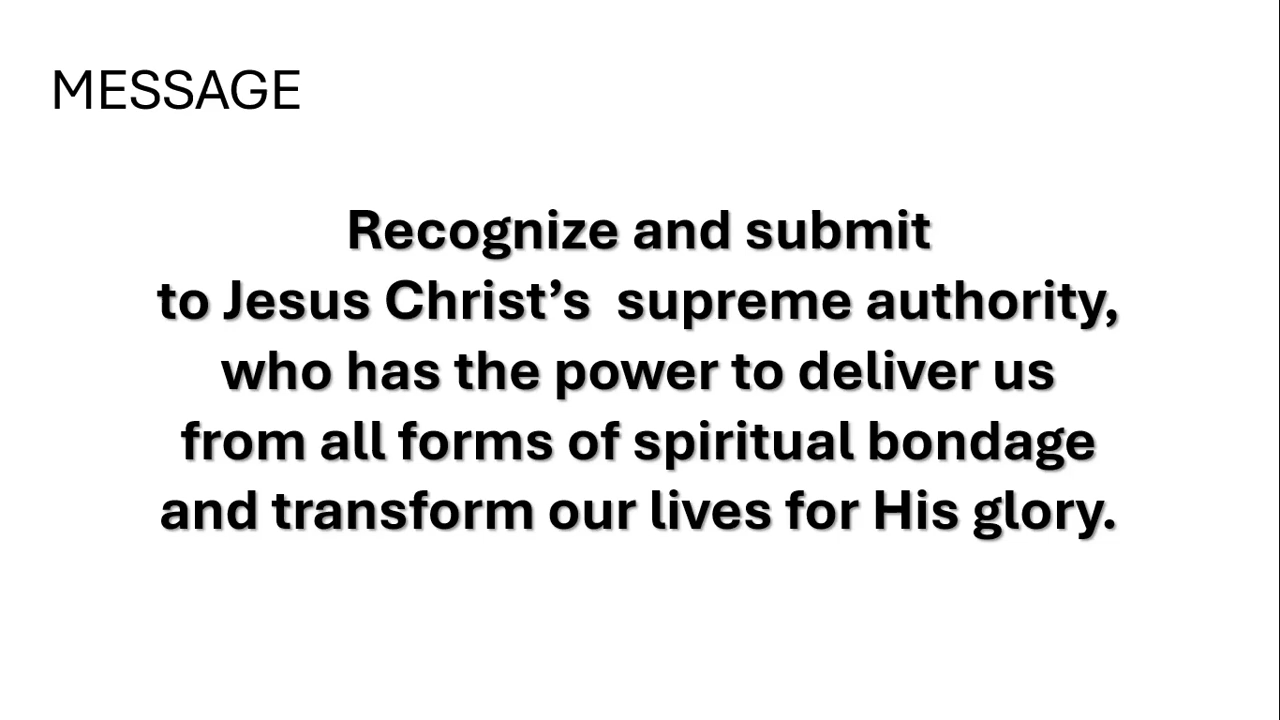 MESSAGE
Recognize and submit
to Jesus Christ’s  supreme authority,
who has the power to deliver us
from all forms of spiritual bondage
and transform our lives for His glory.